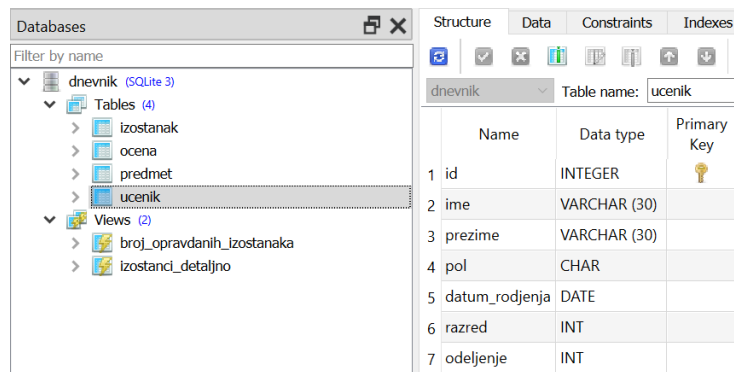 Databases
Filter by name
dnevnik (SQLite 3)
Tables (4)
izostanak
ocena
predmet
ucenik
Views (2)
broj_opravdanih_izostanaka
izostanci_detaljno
Structure Data Constraints Indexes
dnevnik Table name: ucenik
Name Data type Primary Key
1 id INTEGER
2 ime VARCHAR (30)
3 prezime VARCHAR (30)
4 pol CHAR
5 datum_rodjenja DATE
6 razred INT
7 odeljenje INT